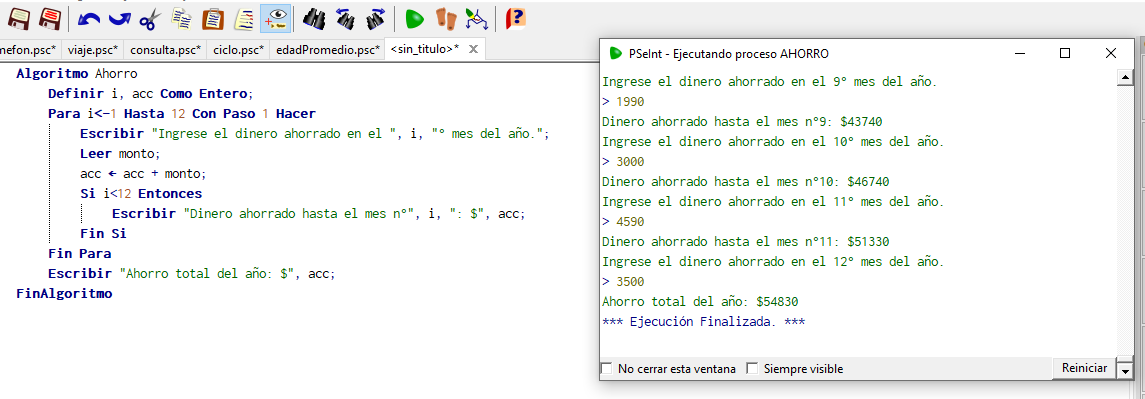 mefon.psc* viaje.psc* consulta.psc* ciclo.psc* edadPromedio.psc* <sin_titulo>*
Algoritmo Ahorro
Definir i, acc Como Entero;
Para i<-1 Hasta 12 Con Paso 1 Hacer
Escribir "Ingrese el dinero ahorrado en el ", i, "° mes del año.";
Leer monto;
acc ← acc + monto;
Si i<12 Entonces
Escribir "Dinero ahorrado hasta el mes n°", i, ": $", acc;
Fin Si
Fin Para
Escribir "Ahorro total del año: $", acc;
FinAlgoritmo
PSeInt - Ejecutando proceso AHORRO
Ingrese el dinero ahorrado en el 9° mes del año.
> 1990
Dinero ahorrado hasta el mes n°9: $43740
Ingrese el dinero ahorrado en el 10° mes del año.
> 3000
Dinero ahorrado hasta el mes n°10: $46740
Ingrese el dinero ahorrado en el 11° mes del año.
> 4590
Dinero ahorrado hasta el mes n°11: $51330
Ingrese el dinero ahorrado en el 12° mes del año.
> 3500
Ahorro total del año: $54830
*** Ejecución Finalizada. ***
No cerrar esta ventana Siempre visible Reiniciar